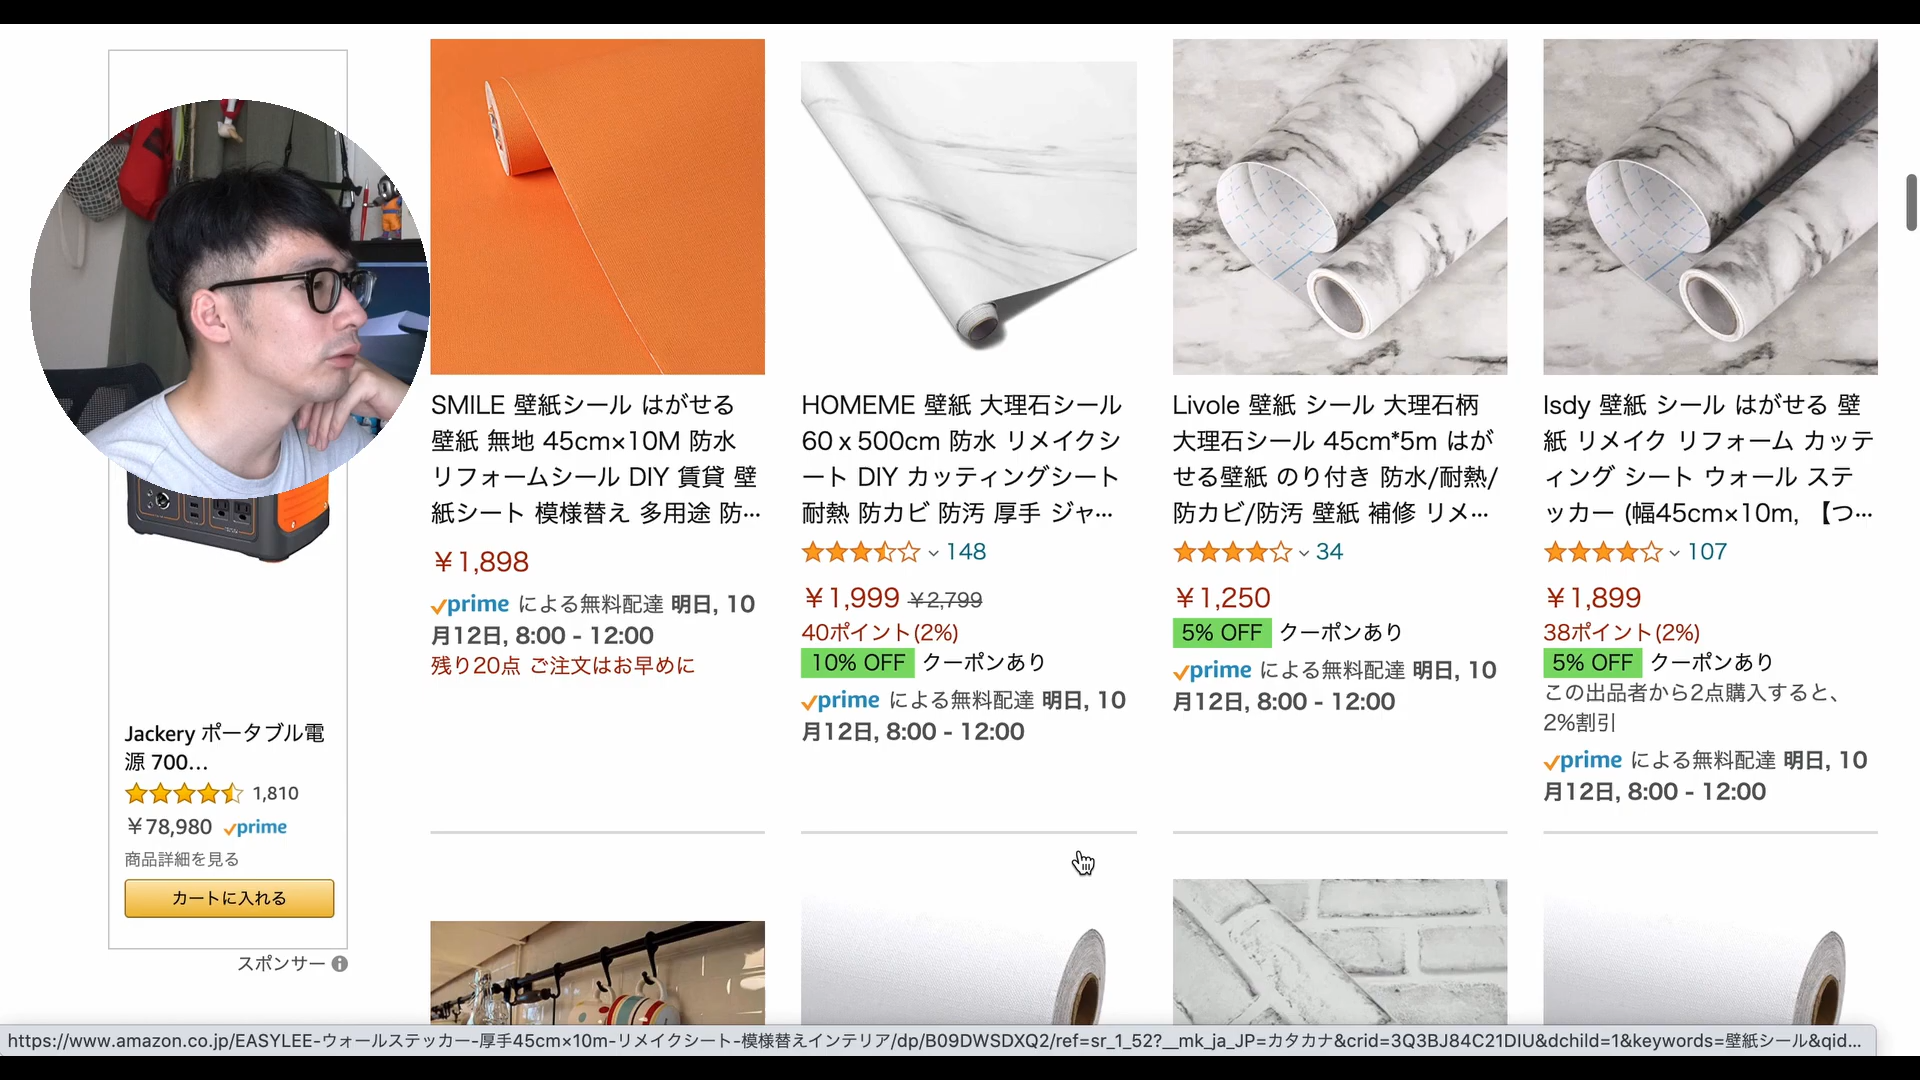 Jackery ポータブル電
源 700...
1,810
￥78,980 prime
商品詳細を見る
カートに入れる
スポンサー
SMILE 壁紙シール はがせる
壁紙 無地 45cm×10M 防水
リフォームシール DIY 賃貸 壁
紙シート 模様替え 多用途 防…
￥1,898
prime による無料配達 明日, 10
月12日, 8:00 - 12:00
残り20点 ご注文はお早めに
HOMEME 壁紙 大理石シール
60 x 500cm 防水 リメイクシ
ート DIY カッティングシート
耐熱 防カビ 防汚 厚手 ジャ…
148
￥1,999 ￥2,799
40ポイント(2%)
10% OFF クーポンあり
prime による無料配達 明日, 10
月12日, 8:00 - 12:00
Livole 壁紙 シール 大理石柄
大理石シール 45cm*5m はが
せる壁紙 のり付き 防水/耐熱/
防カビ/防汚 壁紙 補修 リメ…
34
￥1,250
5% OFF クーポンあり
prime による無料配達 明日, 10
月12日, 8:00 - 12:00
Isdy 壁紙 シール はがせる 壁
紙 リメイク リフォーム カッテ
ィング シート ウォール ステ
ッカー (幅45cm×10m, 【つ…
107
￥1,899
38ポイント(2%)
5% OFF クーポンあり
この出品者から2点購入すると、
2%割引
prime による無料配達 明日, 10
月12日, 8:00 - 12:00
https://www.amazon.co.jp/EASYLEE-ウォールステッカー-厚手45cm×10m-リメイクシート-模様替えインテリア/dp/B09DWSDXQ2/ref=sr_1_52?__mk_ja_JP=カタカナ&crid=3Q3BJ84C21DIU&dchild=1&keywords=壁紙シール&qid...